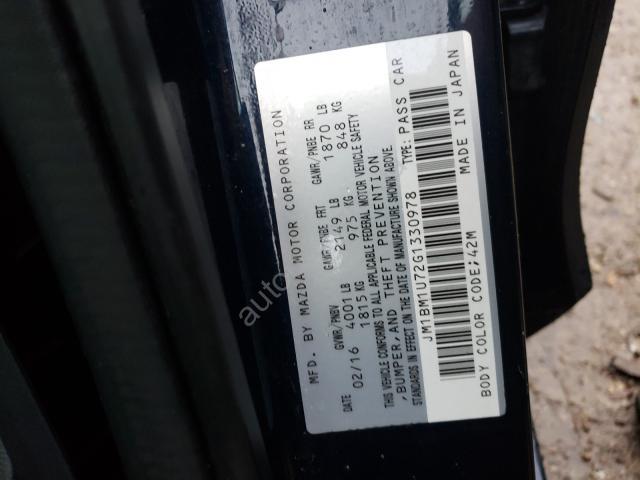 MFD. BY MAZDA MOTOR CORPORATION
GVWR/PNBV GAWR/PNBE FRT GAWR/PNBE RR
DATE 02/16 4001 LB 2149 LB 1870 LB
1815 KG 975 KG 848 KG
THIS VEHICLE CONFORMS TO ALL APPLICABLE FEDERAL MOTOR VEHICLE SAFETY
,BUMPER,AND THEFT PREVENTION
STANDARDS IN EFFECT ON THE DATE OF MANUFACTURE SHOWN ABOVE.
JM1BM1U72G1330978 TYPE: PASS CAR
BODY COLOR CODE;42M MADE IN JAPAN